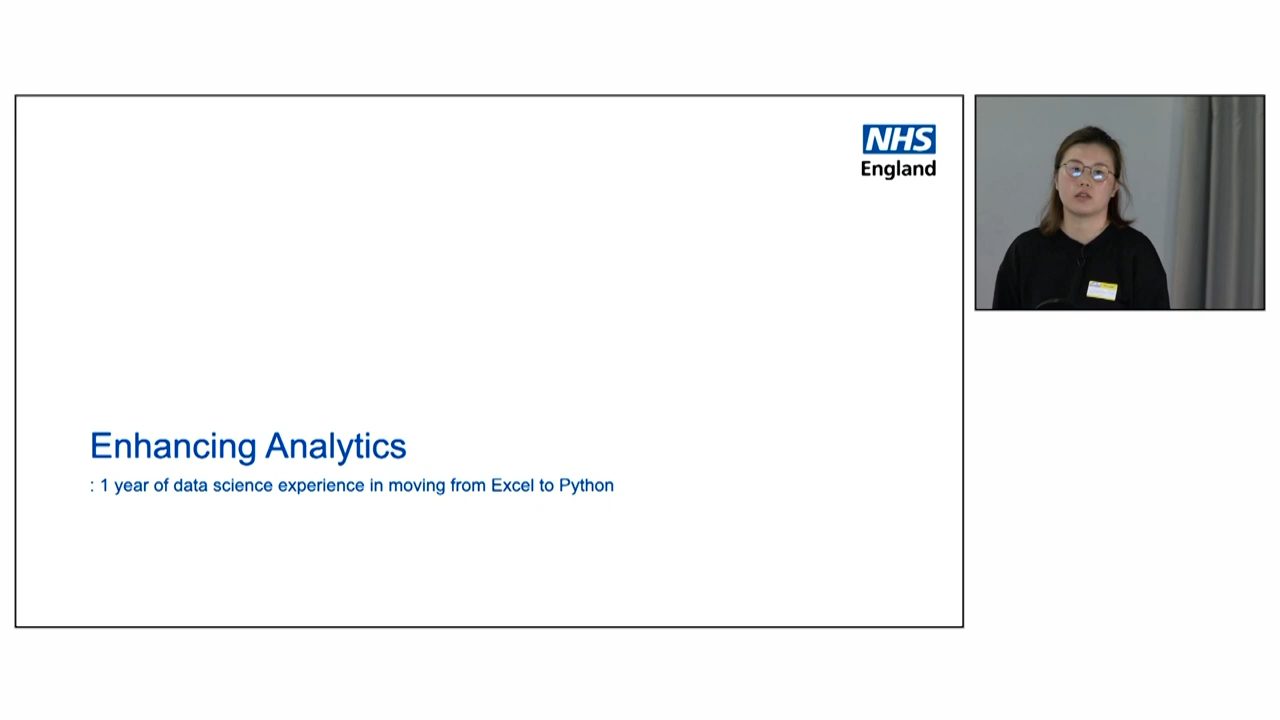 NHS
England
Enhancing Analytics
: 1 year of data science experience in moving from Excel to Python